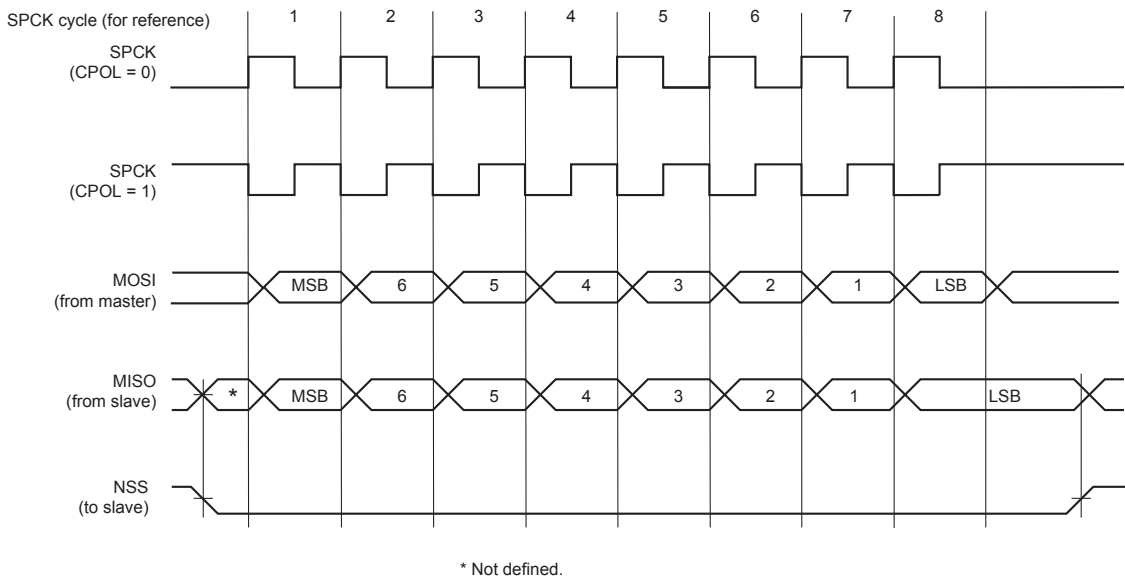 SPCK cycle (for reference)
1 2 3 4 5 6 7 8
SPCK
(CPOL = 0)
SPCK
(CPOL = 1)
MOSI
(from master)
MSB 6 5 4 3 2 1 LSB
MISO
(from slave)
* MSB 6 5 4 3 2 1 LSB
NSS
(to slave)
* Not defined.